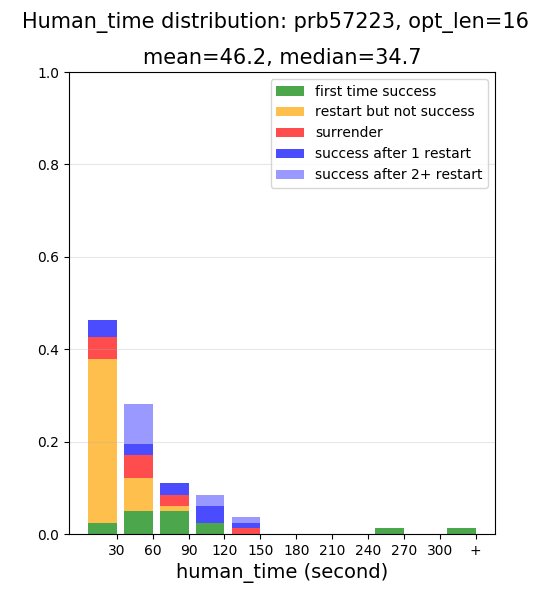 Human_time distribution: prb57223, opt_len=16
mean=46.2, median=34.7
1.0
0.8
0.6
0.4
0.2
0.0
first time success
restart but not success
surrender
success after 1 restart
success after 2+ restart
30 60 90 120 150 180 210 240 270 300 +
human_time (second)